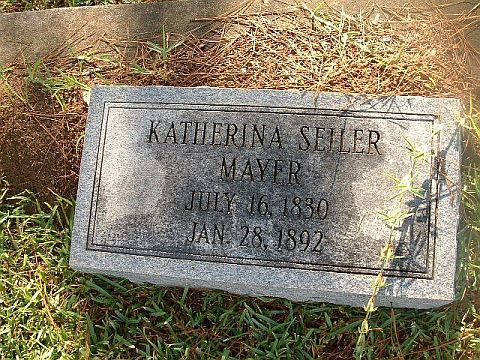 KATHERINA SEILER
MAYER
JULY 16, 1830
JAN. 28, 1892